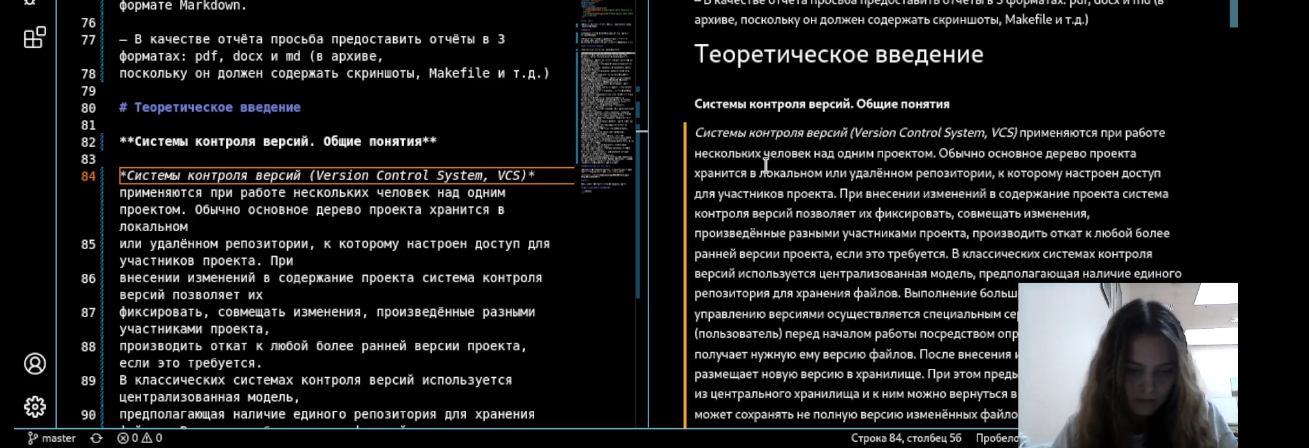 формате Markdown.
76
77 – В качестве отчёта просьба предоставить отчёты в 3
форматах: pdf, docx и md (в архиве,
78 поскольку он должен содержать скриншоты, Makefile и т.д.)
79
80 # Теоретическое введение
81
82 **Системы контроля версий. Общие понятия**
83
84 *Системы контроля версий (Version Control System, VCS)*
применяются при работе нескольких человек над одним
проектом. Обычно основное дерево проекта хранится в
локальном
85 или удалённом репозитории, к которому настроен доступ для
участников проекта. При
86 внесении изменений в содержание проекта система контроля
версий позволяет их
87 фиксировать, совмещать изменения, произведённые разными
участниками проекта,
88 производить откат к любой более ранней версии проекта,
если это требуется.
89 В классических системах контроля версий используется
централизованная модель,
90 предполагающая наличие единого репозитория для хранения
– В качестве отчёта просьба предоставить отчёты в 3 форматах: pdf, docx и md (в
архиве, поскольку он должен содержать скриншоты, Makefile и т.д.)
Теоретическое введение
Системы контроля версий. Общие понятия
Системы контроля версий (Version Control System, VCS) применяются при работе
нескольких человек над одним проектом. Обычно основное дерево проекта
хранится в локальном или удалённом репозитории, к которому настроен доступ
для участников проекта. При внесении изменений в содержание проекта система
контроля версий позволяет их фиксировать, совмещать изменения,
произведённые разными участниками проекта, производить откат к любой более
ранней версии проекта, если это требуется. В классических системах контроля
версий используется централизованная модель, предполагающая наличие единого
репозитория для хранения файлов. Выполнение больш
управлению версиями осуществляется специальным се
(пользователь) перед началом работы посредством опр
получает нужную ему версию файлов. После внесения и
размещает новую версию в хранилище. При этом преды
из центрального хранилища и к ним можно вернуться в
может сохранять не полную версию изменённых файло
master 0 0
Строка 84, столбец 56 Пробело